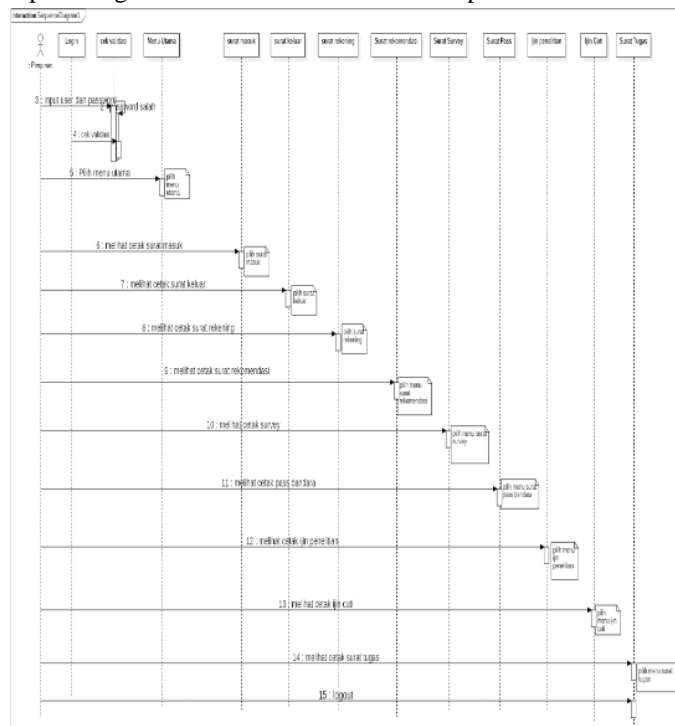 interaction SequenceDiagram1
Login
cek validasi
Menu Utama
surat masuk
surat keluar
surat rekening
Surat rekomendasi
Surat Survey
Surat Pass
Ijin penelitian
Ijin Cuti
Surat Tugas
: Pimpinan
3 : input user dan password
password salah
4 : cek validasi
5 : Pilih menu utama
pilih
menu
utama
6 : melihat cetak surat masuk
pilih surat
masuk
7 : melihat cetak surat keluar
pilih surat
keluar
8 : melihat cetak surat rekening
pilih surat
rekening
9 : melihat cetak surat rekomendasi
pilih menu
surat
rekomendasi
10 : melihat cetak survey
pilih menu surat
survey
11 : melihat cetak pass bandara
pilih menu surat
pass bandara
12 : melihat cetak ijin penelitian
pilih menu
ijin
penelitian
13 : melihat cetak ijin cuti
pilih
menu ijin
cuti
14 : melihat cetak surat tugas
pilih menu surat
tugas
15 : logout